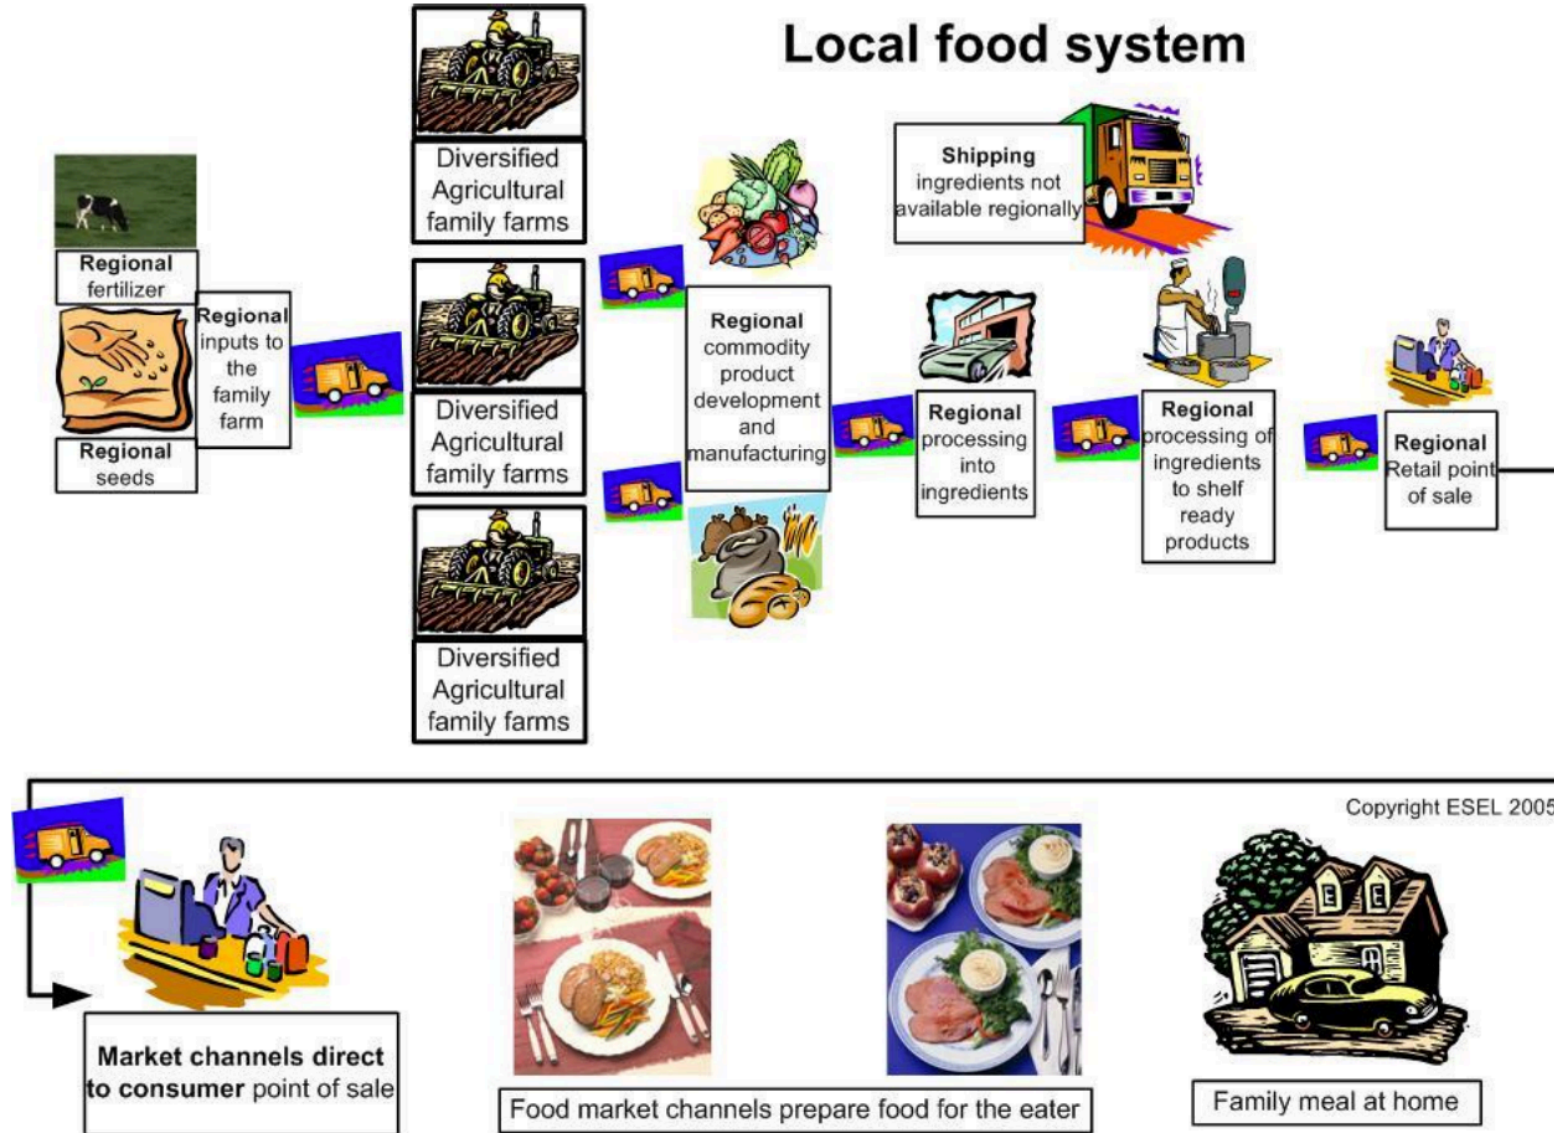 Local food system
Regional
fertilizer
Regional
seeds
Regional
inputs to
the
family
farm
Diversified
Agricultural
family farms
Diversified
Agricultural
family farms
Diversified
Agricultural
family farms
Regional
commodity
product
development
and
manufacturing
Shipping
ingredients not
available regionally
Regional
processing
into
ingredients
Regional
processing of
ingredients
to shelf
ready
products
Regional
Retail point
of sale
Copyright ESEL 2005
Market channels direct
to consumer point of sale
Food market channels prepare food for the eater
Family meal at home